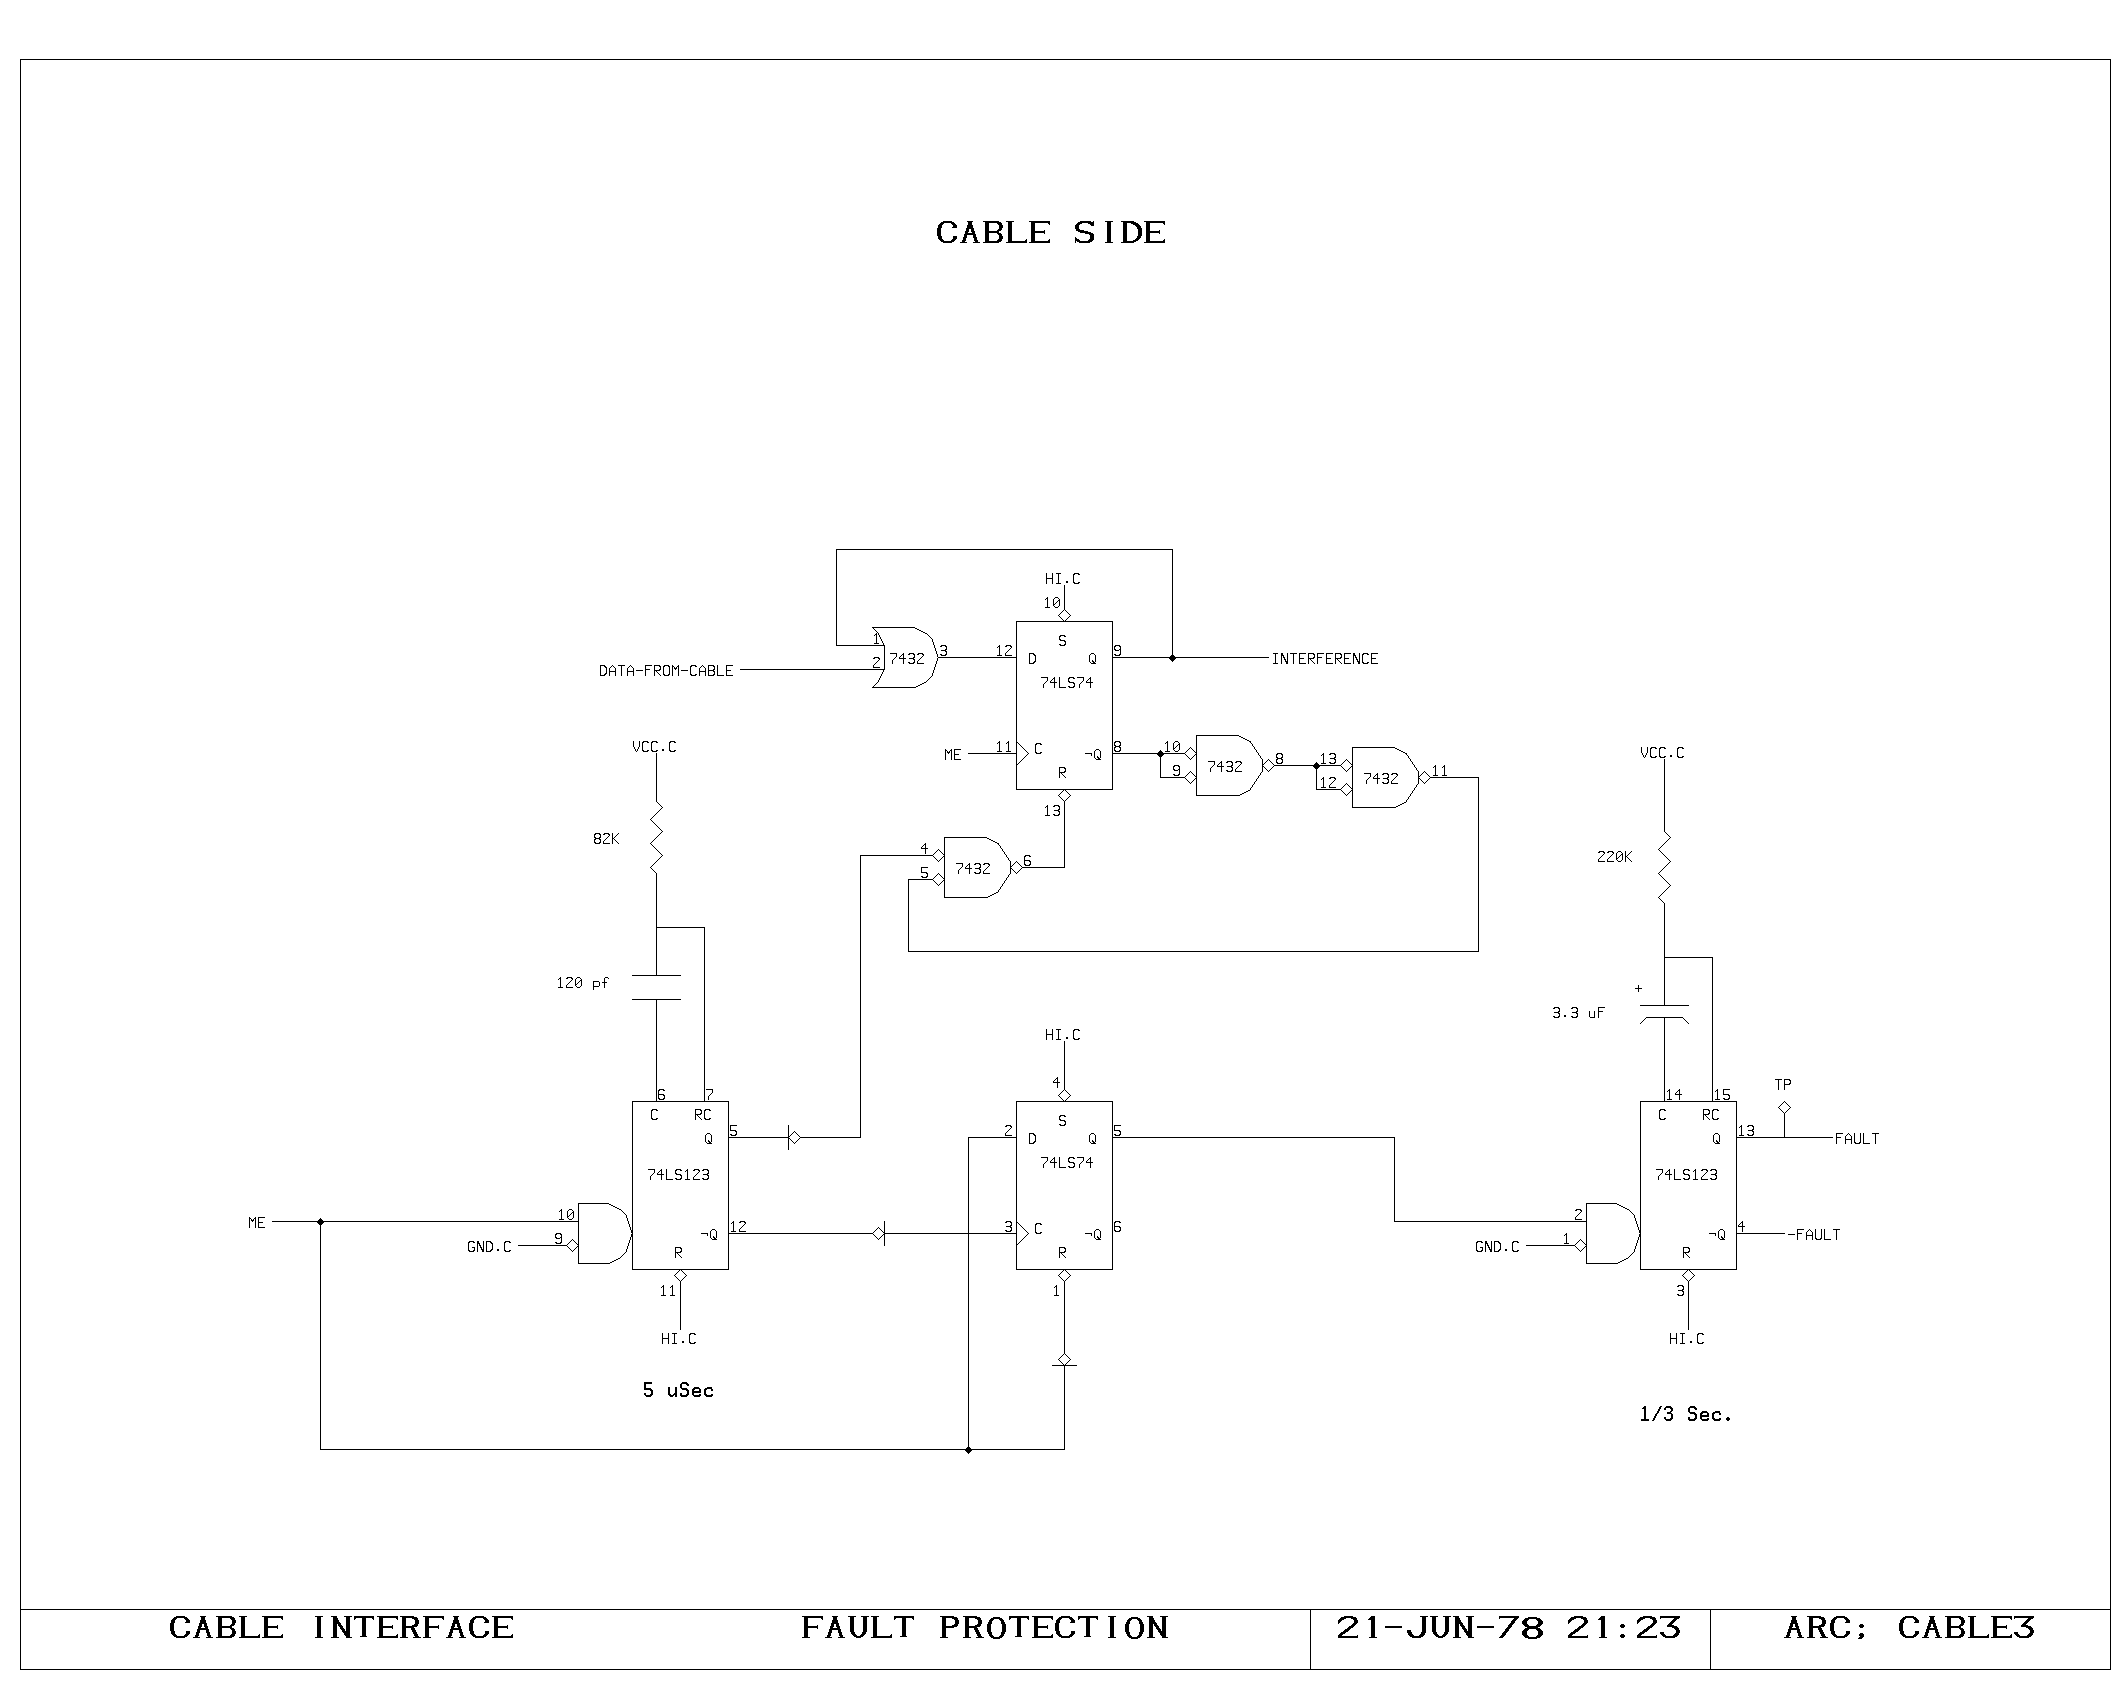 CABLE SIDE
HI.C
10
1
2
7432
3
DATA-FROM-CABLE
12
D
S
Q
9
74LS74
INTERFERENCE
ME
11
C
¬Q
8
R
13
10
9
7432
8
13
12
7432
11
VCC.C
82K
120 pf
4
5
7432
6
VCC.C
220K
+
3.3 uF
6
7
C
RC
Q
5
74LS123
ME
10
GND.C
9
¬Q
12
R
11
HI.C
5 uSec
HI.C
4
2
D
S
Q
5
74LS74
3
C
¬Q
6
R
1
14
15
C
RC
Q
13
TP
FAULT
74LS123
2
GND.C
1
¬Q
4
-FAULT
R
3
HI.C
1/3 Sec.
CABLE INTERFACE
FAULT PROTECTION
21-JUN-78 21:23
ARC; CABLE3